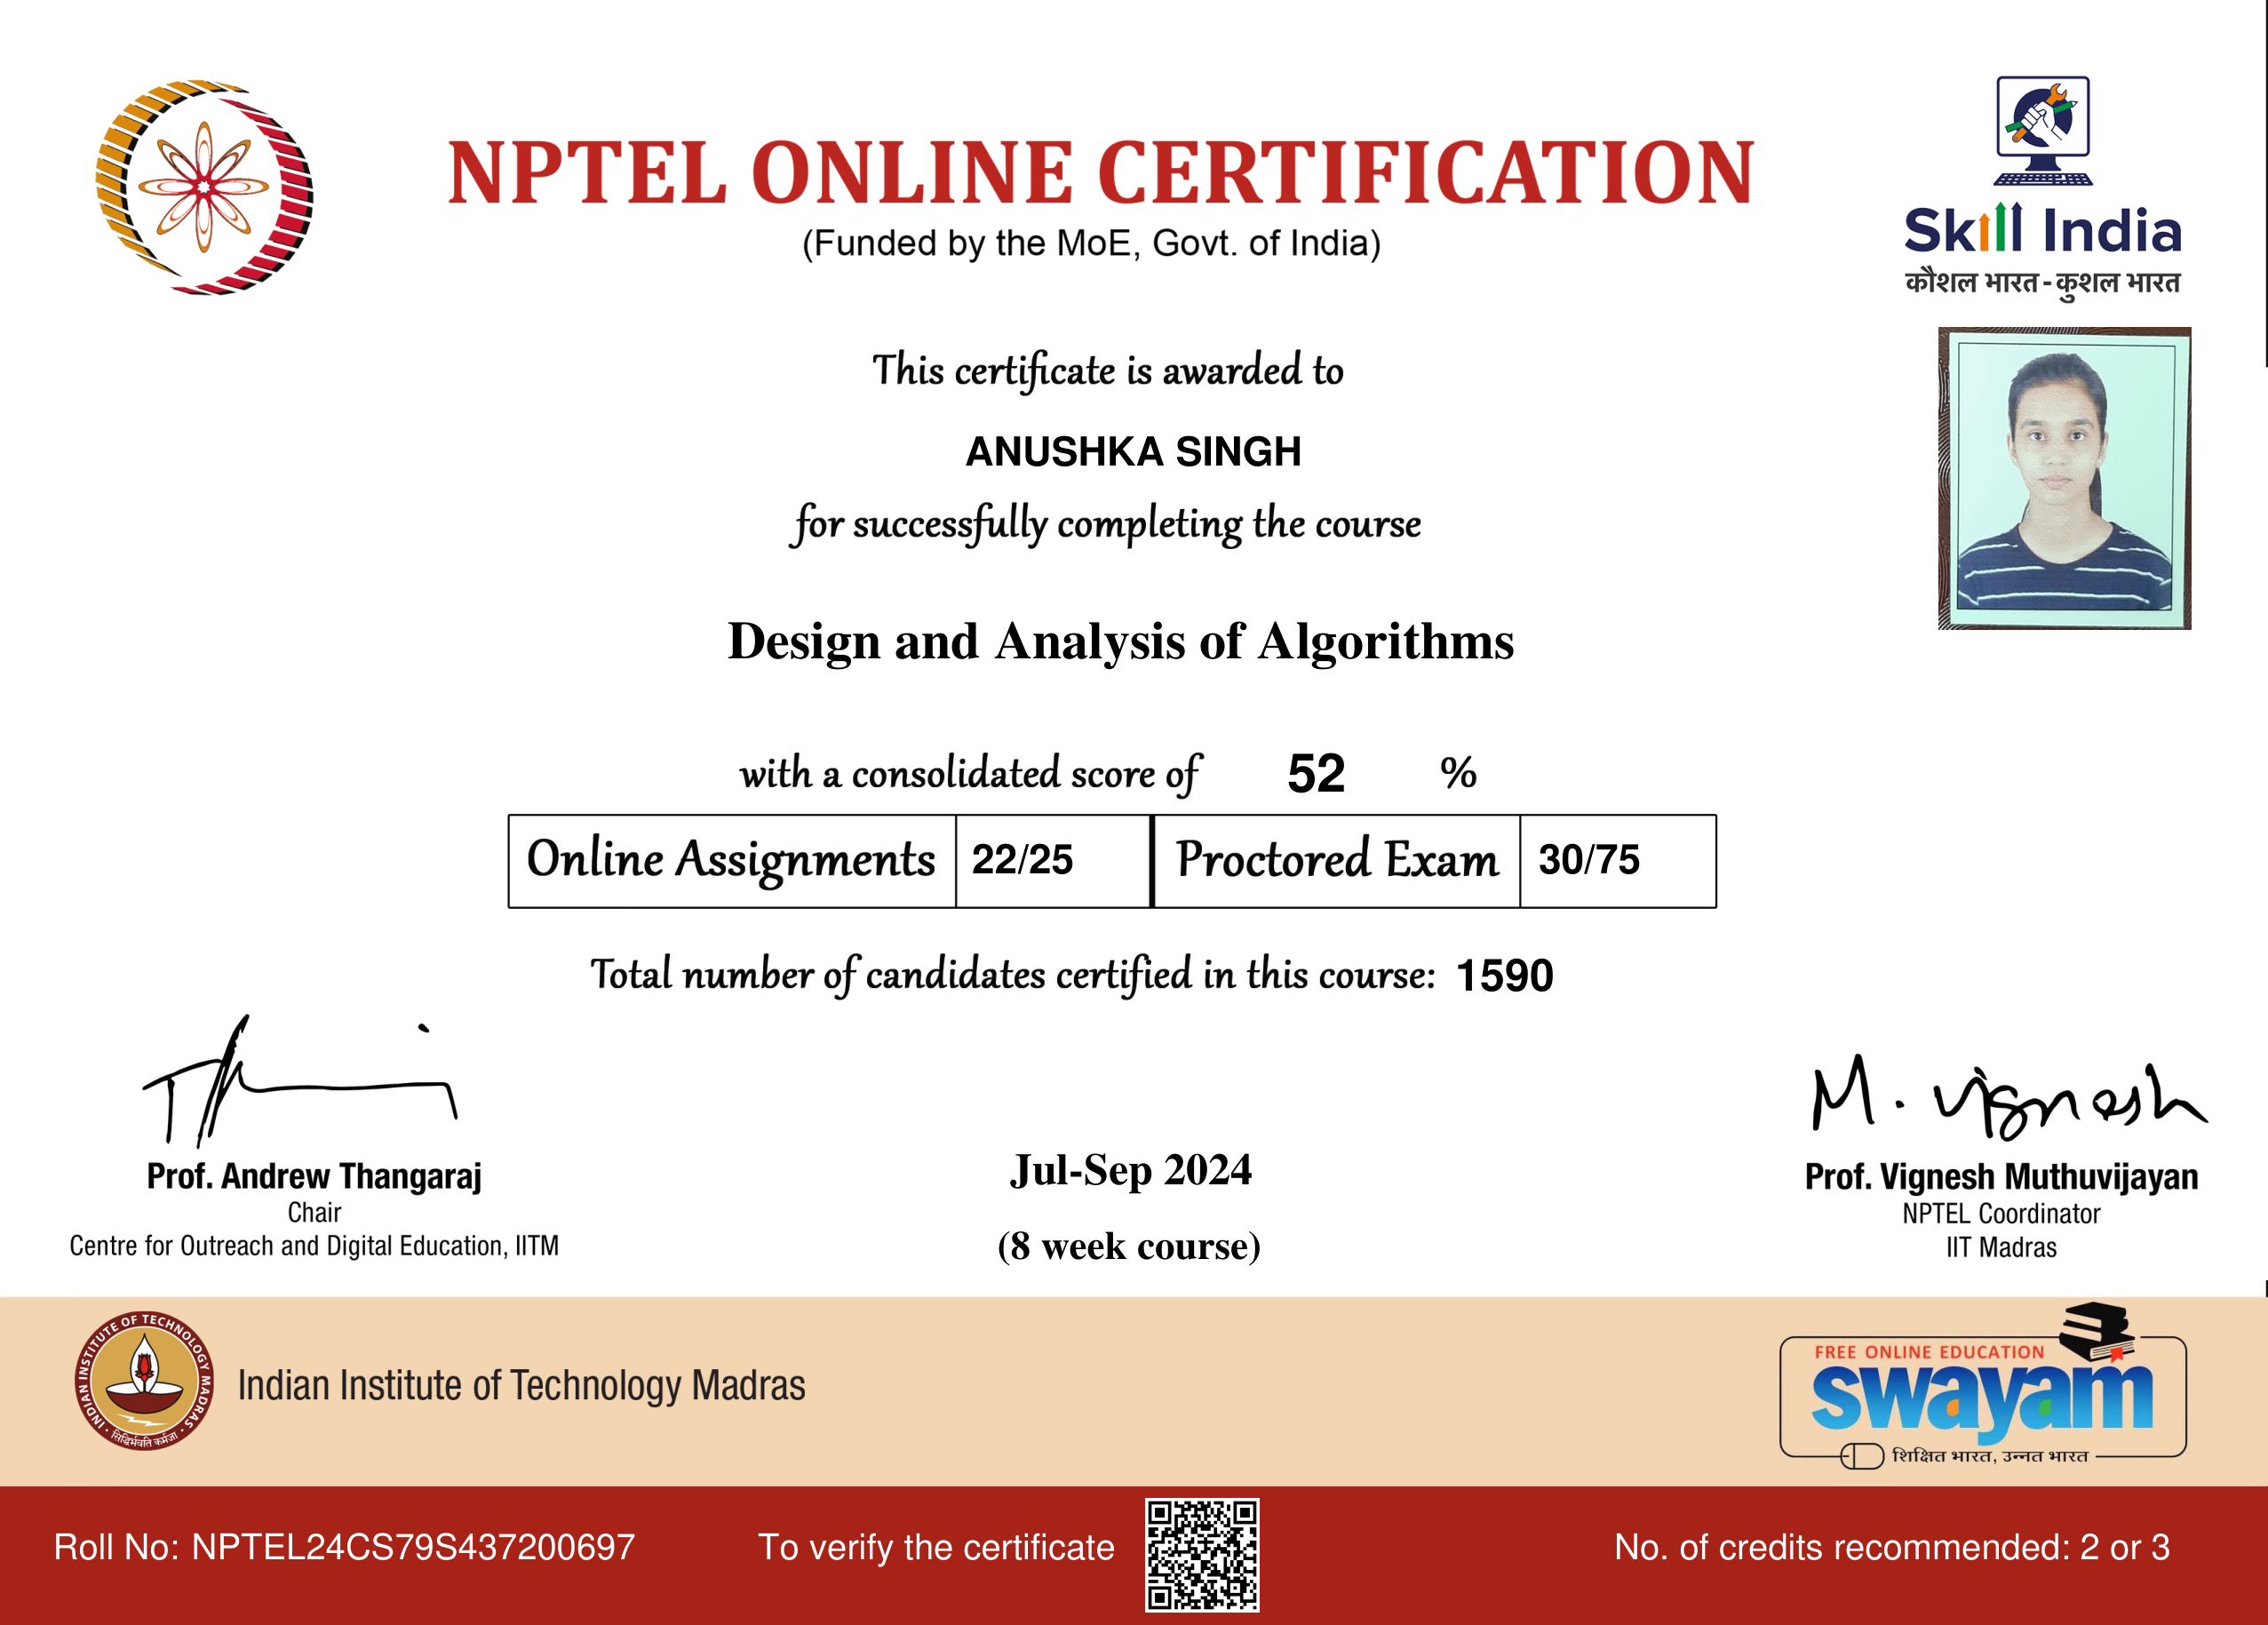 NPTEL ONLINE CERTIFICATION
(Funded by the MoE, Govt. of India)
Skill India
कौशल भारत - कुशल भारत
This certificate is awarded to
ANUSHKA SINGH
for successfully completing the course
Design and Analysis of Algorithms
with a consolidated score of 52 %
Online Assignments 22/25 Proctored Exam 30/75
Total number of candidates certified in this course: 1590
M. Vignesh
Prof. Andrew Thangaraj
Chair
Centre for Outreach and Digital Education, IITM
Jul-Sep 2024
(8 week course)
Prof. Vignesh Muthuvijayan
NPTEL Coordinator
IIT Madras
INDIAN INSTITUTE OF TECHNOLOGY MADRAS
सिद्धिर्भवति कर्मजा
Indian Institute of Technology Madras
FREE ONLINE EDUCATION
swayam
शिक्षित भारत, उन्नत भारत
Roll No: NPTEL24CS79S437200697
To verify the certificate
No. of credits recommended: 2 or 3